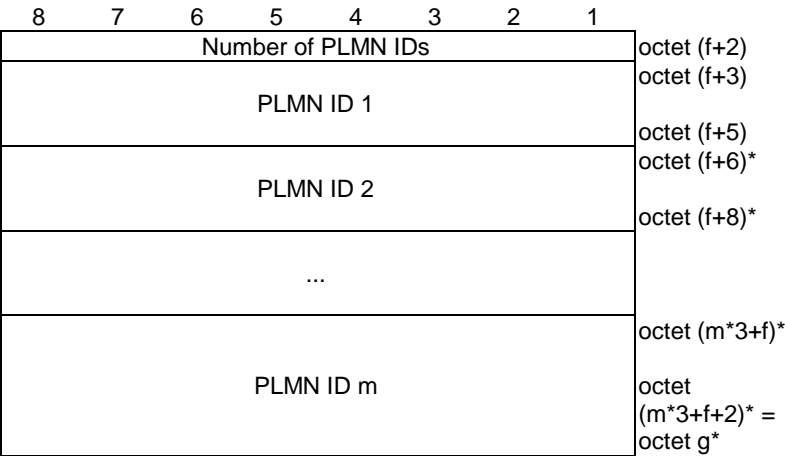 8 7 6 5 4 3 2 1
Number of PLMN IDs octet (f+2)
octet (f+3)
PLMN ID 1
octet (f+5)
octet (f+6)*
PLMN ID 2
octet (f+8)*
...
octet (m*3+f)*
PLMN ID m octet
(m*3+f+2)* =
octet g*